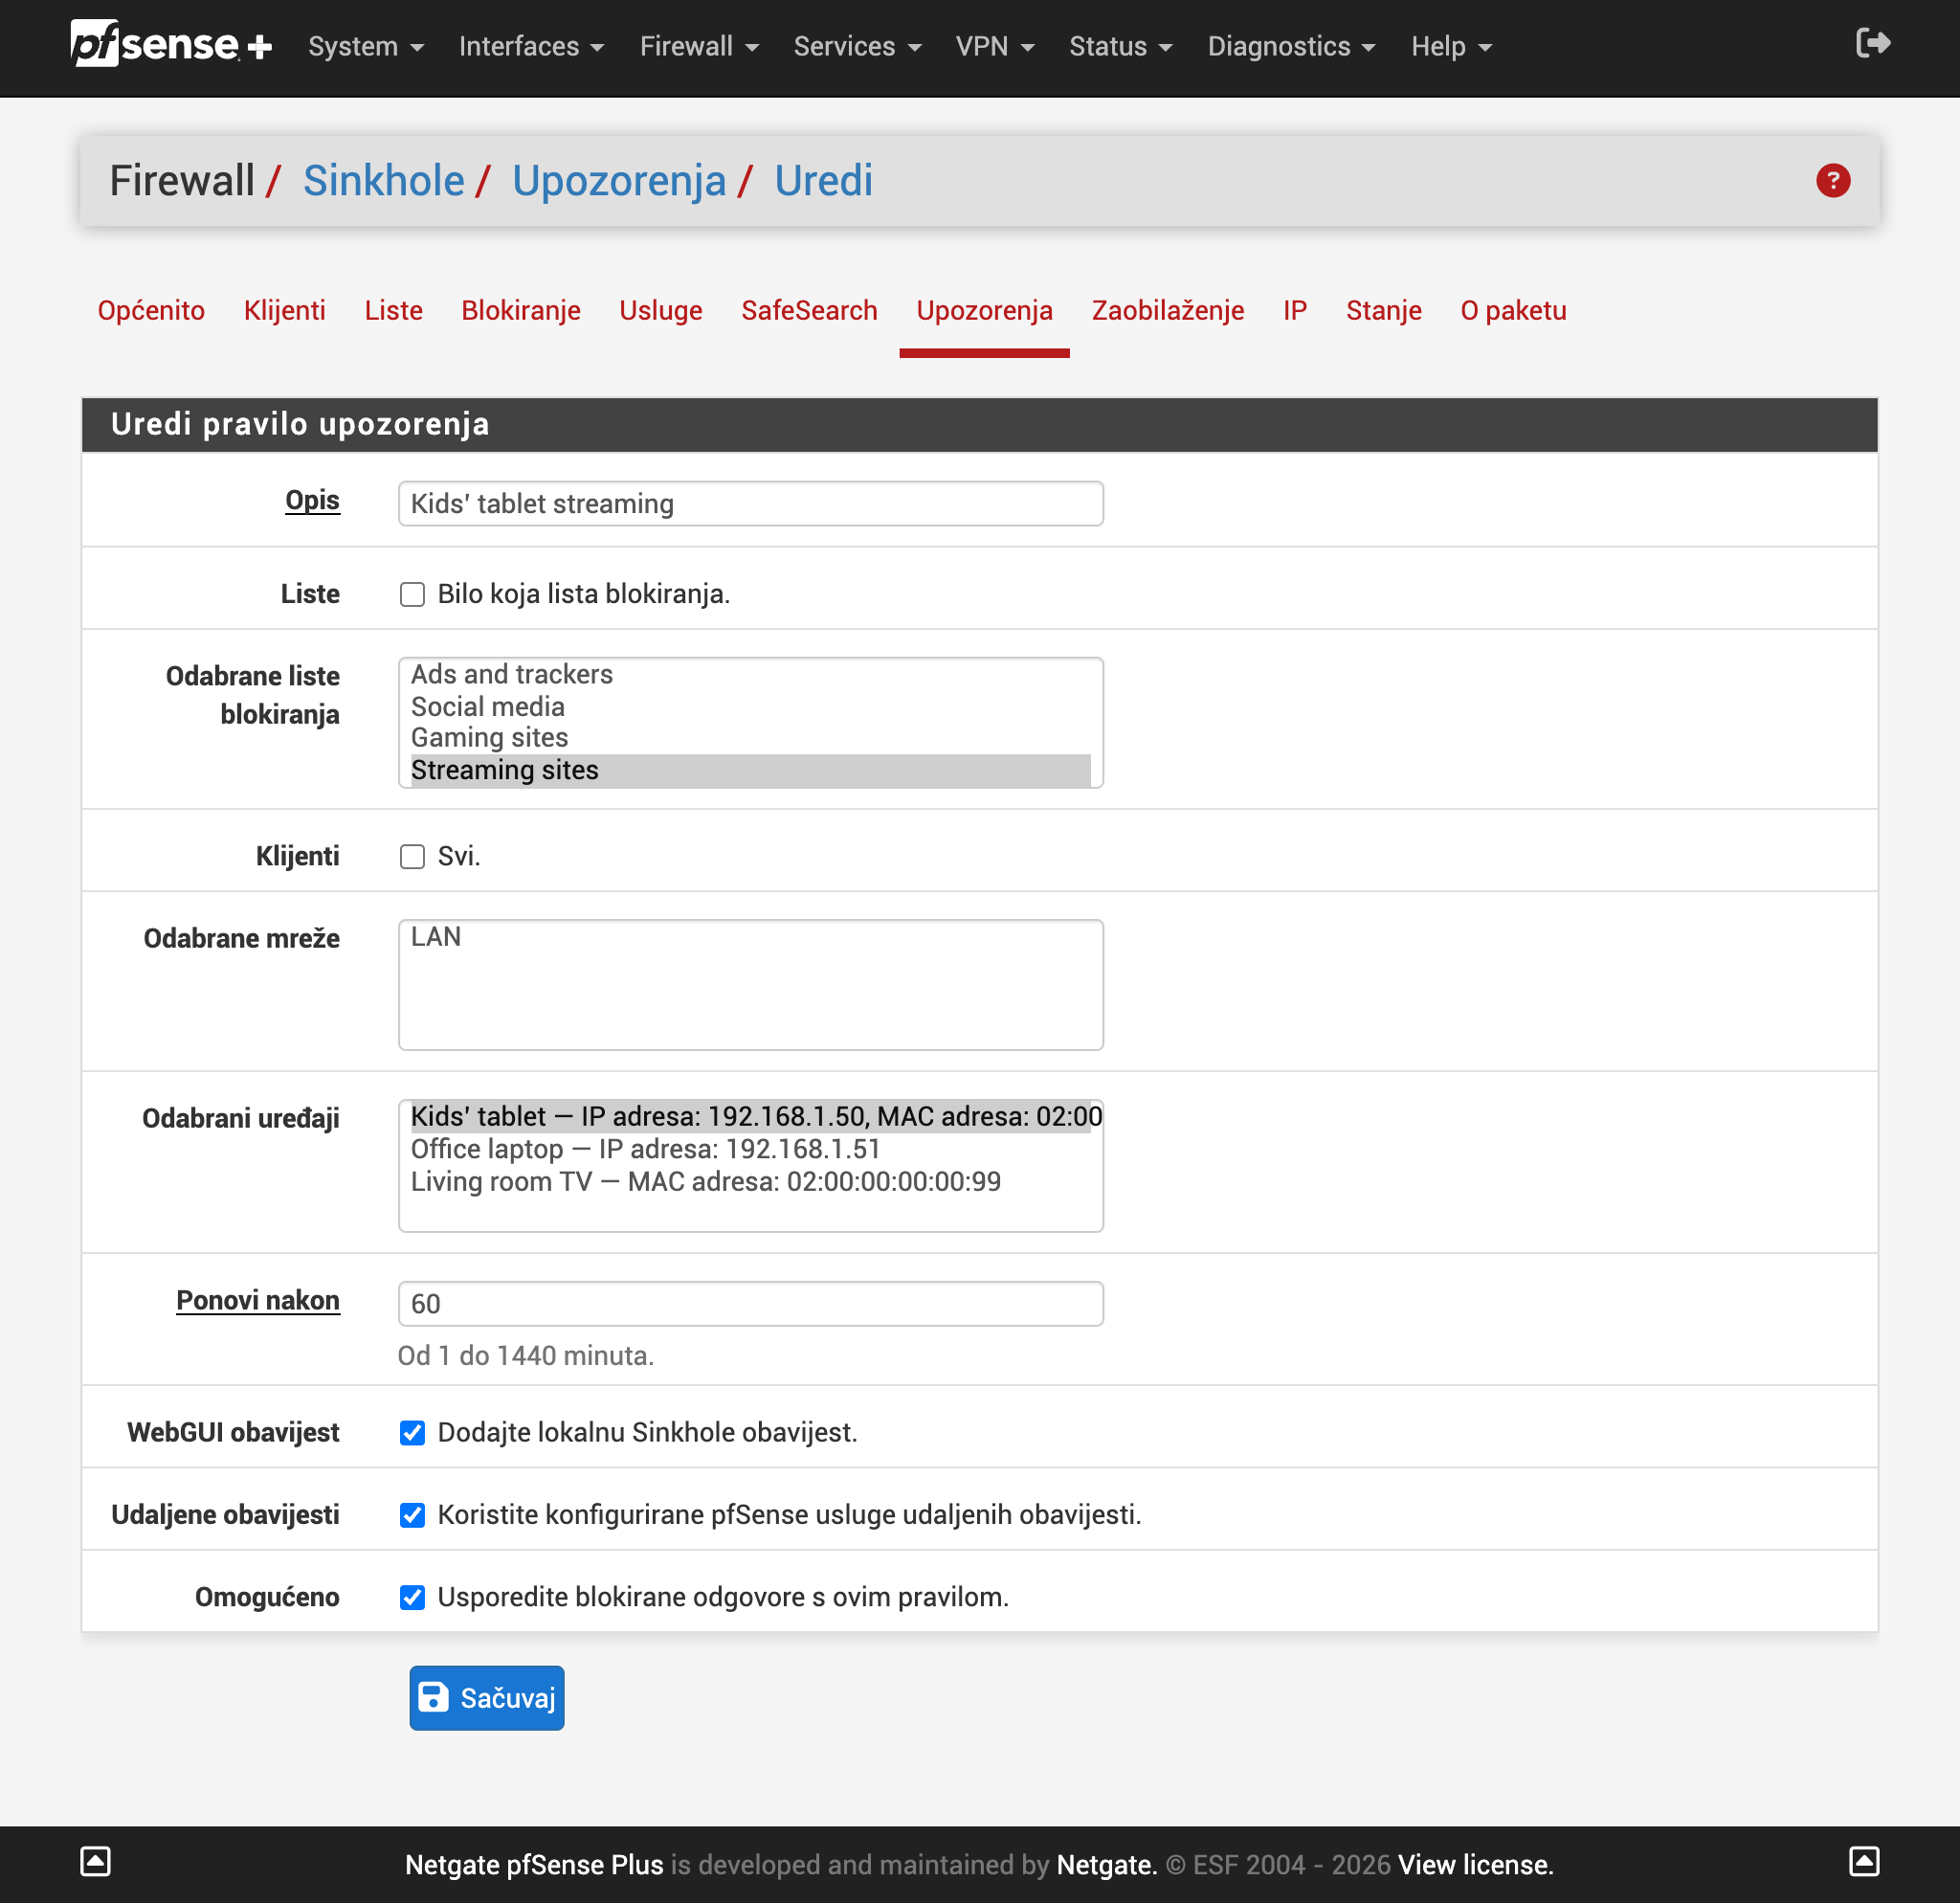 pfsense+ System Interfaces Firewall Services VPN Status Diagnostics Help
Firewall / Sinkhole / Upozorenja / Uredi
?
Općenito Klijenti Liste Blokiranje Usluge SafeSearch Upozorenja Zaobilaženje IP Stanje O paketu
Uredi pravilo upozorenja
Opis Kids' tablet streaming
Liste Bilo koja lista blokiranja.
Odabrane liste blokiranja
Ads and trackers
Social media
Gaming sites
Streaming sites
Klijenti Svi.
Odabrane mreže LAN
Odabrani uređaji
Kids' tablet — IP adresa: 192.168.1.50, MAC adresa: 02:00
Office laptop — IP adresa: 192.168.1.51
Living room TV — MAC adresa: 02:00:00:00:00:99
Ponovi nakon 60
Od 1 do 1440 minuta.
WebGUI obavijest Dodajte lokalnu Sinkhole obavijest.
Udaljene obavijesti Koristite konfigurirane pfSense usluge udaljenih obavijesti.
Omogućeno Usporedite blokirane odgovore s ovim pravilom.
Sačuvaj
Netgate pfSense Plus is developed and maintained by Netgate. © ESF 2004 - 2026 View license.